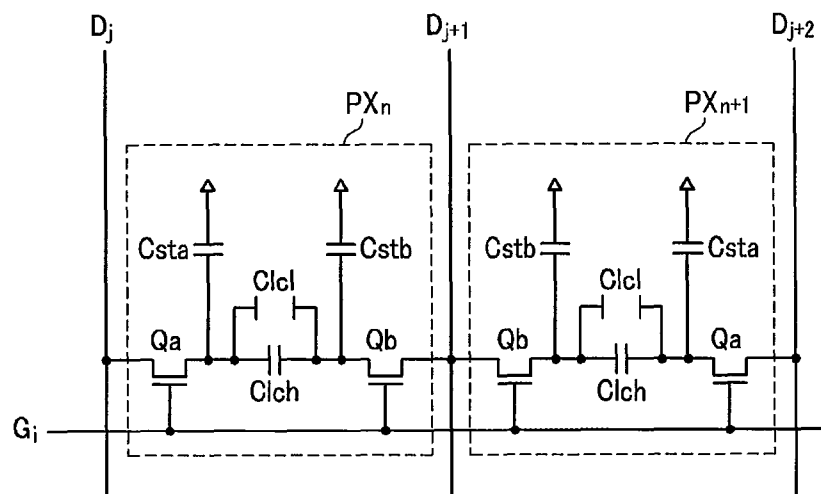 Dj Dj+1 Dj+2
PXn PXn+1
Csta Cstb Cstb Csta
Clcl Clcl
Qa Qb Qb Qa
Clch Clch
Gi